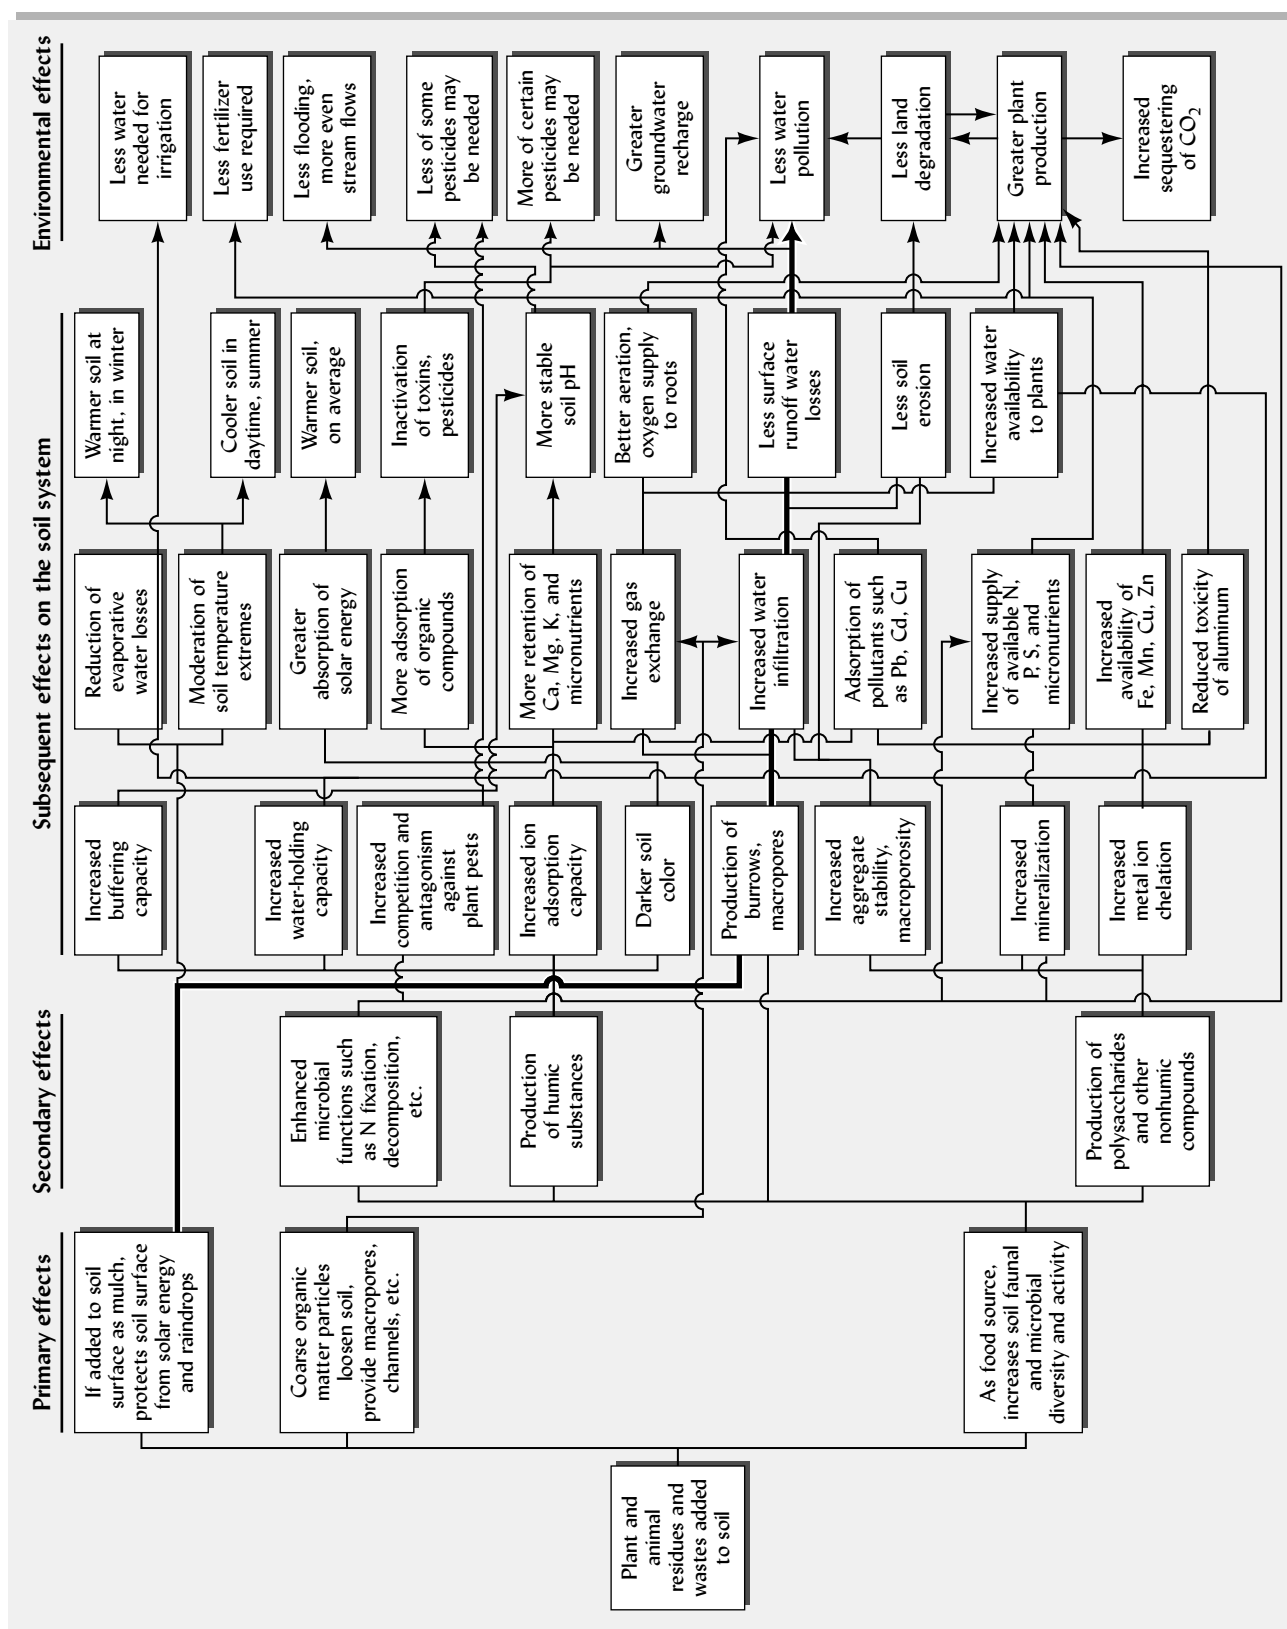 Primary effects
Secondary effects
Subsequent effects on the soil system
Environmental effects
Plant and
animal
residues and
wastes added
to soil
If added to soil
surface as mulch,
protects soil surface
from solar energy
and raindrops
Coarse organic
matter particles
loosen soil,
provide macropores,
channels, etc.
As food source,
increases soil faunal
and microbial
diversity and activity
Enhanced
microbial
functions such
as N fixation,
decomposition,
etc.
Production
of humic
substances
Production of
polysaccharides
and other
nonhumic
compounds
Increased
buffering
capacity
Increased
water-holding
capacity
Increased
competition and
antagonism
against
plant pests
Increased ion
adsorption
capacity
Darker soil
color
Production of
burrows,
macropores
Increased
aggregate
stability,
macroporosity
Increased
mineralization
Increased
metal ion
chelation
Reduction of
evaporative
water losses
Moderation of
soil temperature
extremes
Greater
absorption of
solar energy
More adsorption
of organic
compounds
More retention of
Ca, Mg, K, and
micronutrients
Increased gas
exchange
Increased water
infiltration
Adsorption of
pollutants such
as Pb, Cd, Cu
Increased supply
of available N,
P, S, and
micronutrients
Increased
availability of
Fe, Mn, Cu, Zn
Reduced toxicity
of aluminum
Warmer soil at
night, in winter
Cooler soil in
daytime, summer
Warmer soil,
on average
Inactivation
of toxins,
pesticides
More stable
soil pH
Better aeration,
oxygen supply
to roots
Less surface
runoff water
losses
Less soil
erosion
Increased water
availability
to plants
Less water
needed for
irrigation
Less fertilizer
use required
Less flooding,
more even
stream flows
Less of some
pesticides may
be needed
More of certain
pesticides may
be needed
Greater
groundwater
recharge
Less water
pollution
Less land
degradation
Greater plant
production
Increased
sequestering
of CO₂